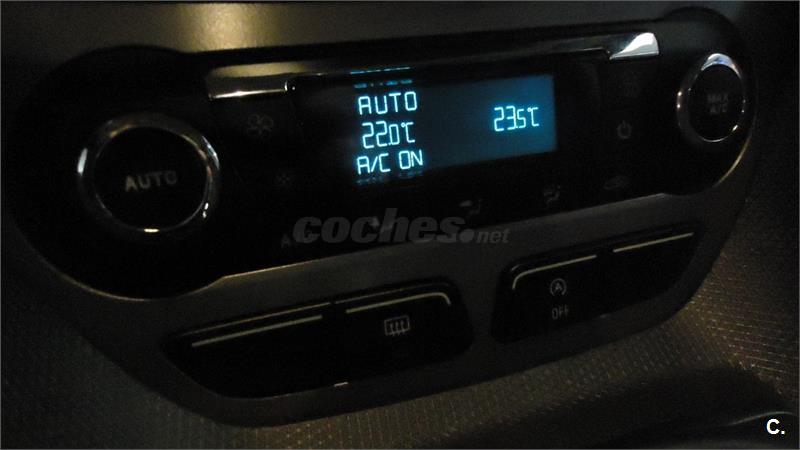 AUTO
22.0°C
A/C ON
23.5°C
AUTO
MAX
A/C
coches.net
OFF
C.